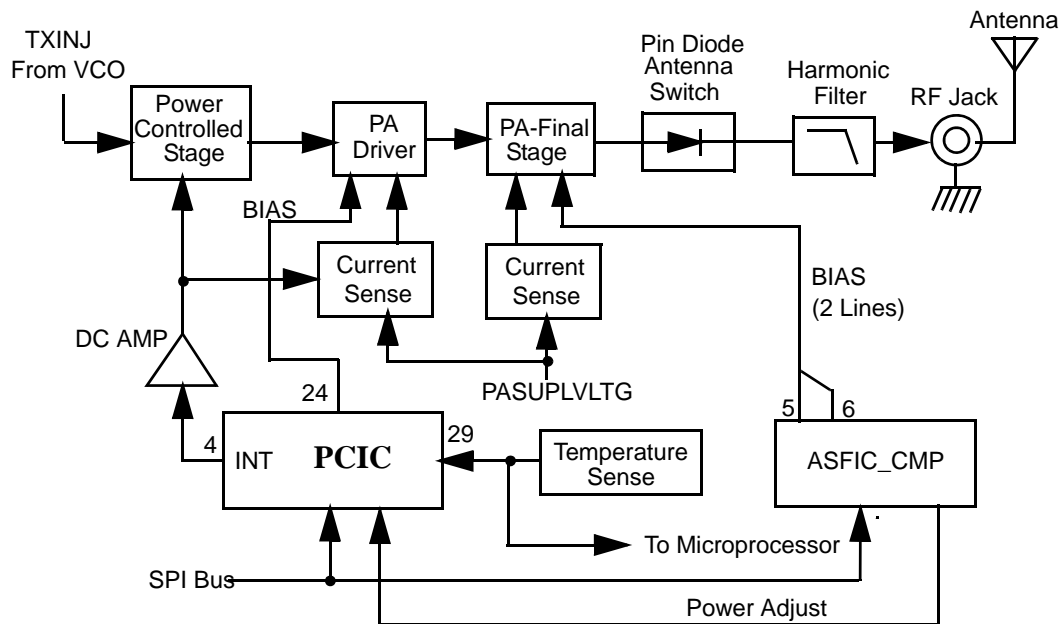 TXINJ
From VCO
Antenna
Pin Diode
Antenna
Switch
Harmonic
Filter
RF Jack
Power
Controlled
Stage
PA
Driver
PA-Final
Stage
BIAS
Current
Sense
Current
Sense
BIAS
(2 Lines)
DC AMP
PASUPLVLTG
24
4
INT
PCIC
29
Temperature
Sense
5
6
ASFIC_CMP
To Microprocessor
SPI Bus
Power Adjust